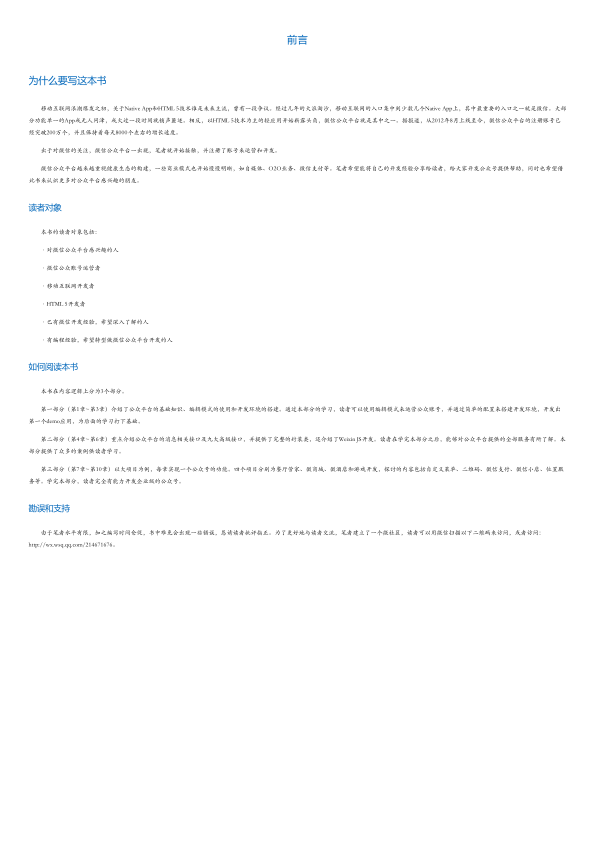 前言
为什么要写这本书
移动互联网浪潮爆发之初，关于Native App和HTML 5技术谁是未来主流，曾有一段争议。经过几年的大浪淘沙，移动互联网的入口集中到少数几个Native App上，其中最重要的入口之一就是微信。大部
分功能单一的App或无人问津，或火过一段时间就销声匿迹。相反，以HTML 5技术为主的轻应用开始崭露头角，微信公众平台就是其中之一。据报道，从2012年8月上线至今，微信公众平台的注册账号已
经突破200万个，并且保持着每天8000个左右的增长速度。
出于对微信的关注，微信公众平台一出现，笔者就开始接触，并注册了账号来运营和开发。
微信公众平台越来越重视健康生态的构建，一些商业模式也开始慢慢明晰，如自媒体、O2O业务、微信支付等。笔者希望能将自己的开发经验分享给读者，给大家开发公众号提供帮助，同时也希望借
此书来认识更多对公众平台感兴趣的朋友。
读者对象
本书的读者对象包括：
·对微信公众平台感兴趣的人
·微信公众账号运营者
·移动互联网开发者
·HTML 5开发者
·已有微信开发经验，希望深入了解的人
·有编程经验，希望转型做微信公众平台开发的人
如何阅读本书
本书在内容逻辑上分为3个部分。
第一部分（第1章~第3章）介绍了公众平台的基础知识、编辑模式的使用和开发环境的搭建。通过本部分的学习，读者可以使用编辑模式来运营公众账号，并通过简单的配置来搭建开发环境，开发出
第一个demo应用，为后面的学习打下基础。
第二部分（第4章~第6章）重点介绍公众平台的消息相关接口及九大高级接口，并提供了完整的封装类，还介绍了Weixin JS开发。读者在学完本部分之后，能够对公众平台提供的全部服务有所了解。本
部分提供了众多的案例供读者学习。
第三部分（第7章~第10章）以大项目为例，每章实现一个公众号的功能。四个项目分别为餐厅管家、微商城、微酒店和游戏开发，探讨的内容包括自定义菜单、二维码、微信支付、微信小店、位置服
务等。学完本部分，读者完全有能力开发企业级的公众号。
勘误和支持
由于笔者水平有限，加之编写时间仓促，书中难免会出现一些错误，恳请读者批评指正。为了更好地与读者交流，笔者建立了一个微社区，读者可以用微信扫描以下二维码来访问，或者访问：
http://wx.wsq.qq.com/214671676。